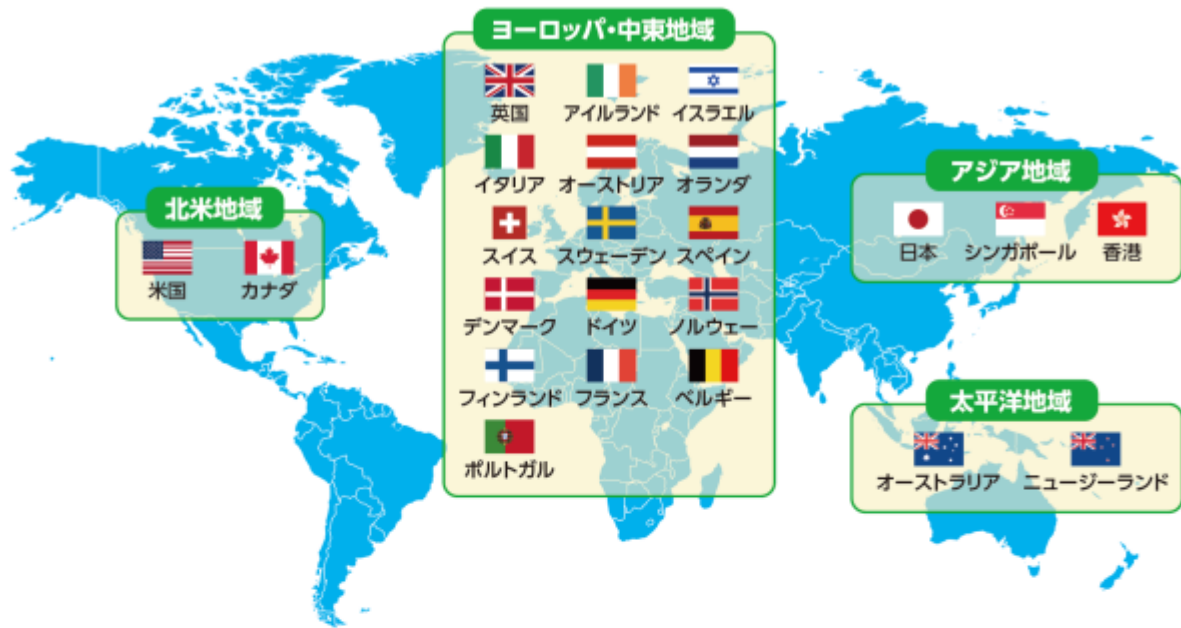 ヨーロッパ・中東地域
英国 アイルランド イスラエル
イタリア オーストリア オランダ
スイス スウェーデン スペイン
デンマーク ドイツ ノルウェー
フィンランド フランス ベルギー
ポルトガル
北米地域
米国 カナダ
アジア地域
日本 シンガポール 香港
太平洋地域
オーストラリア ニュージーランド